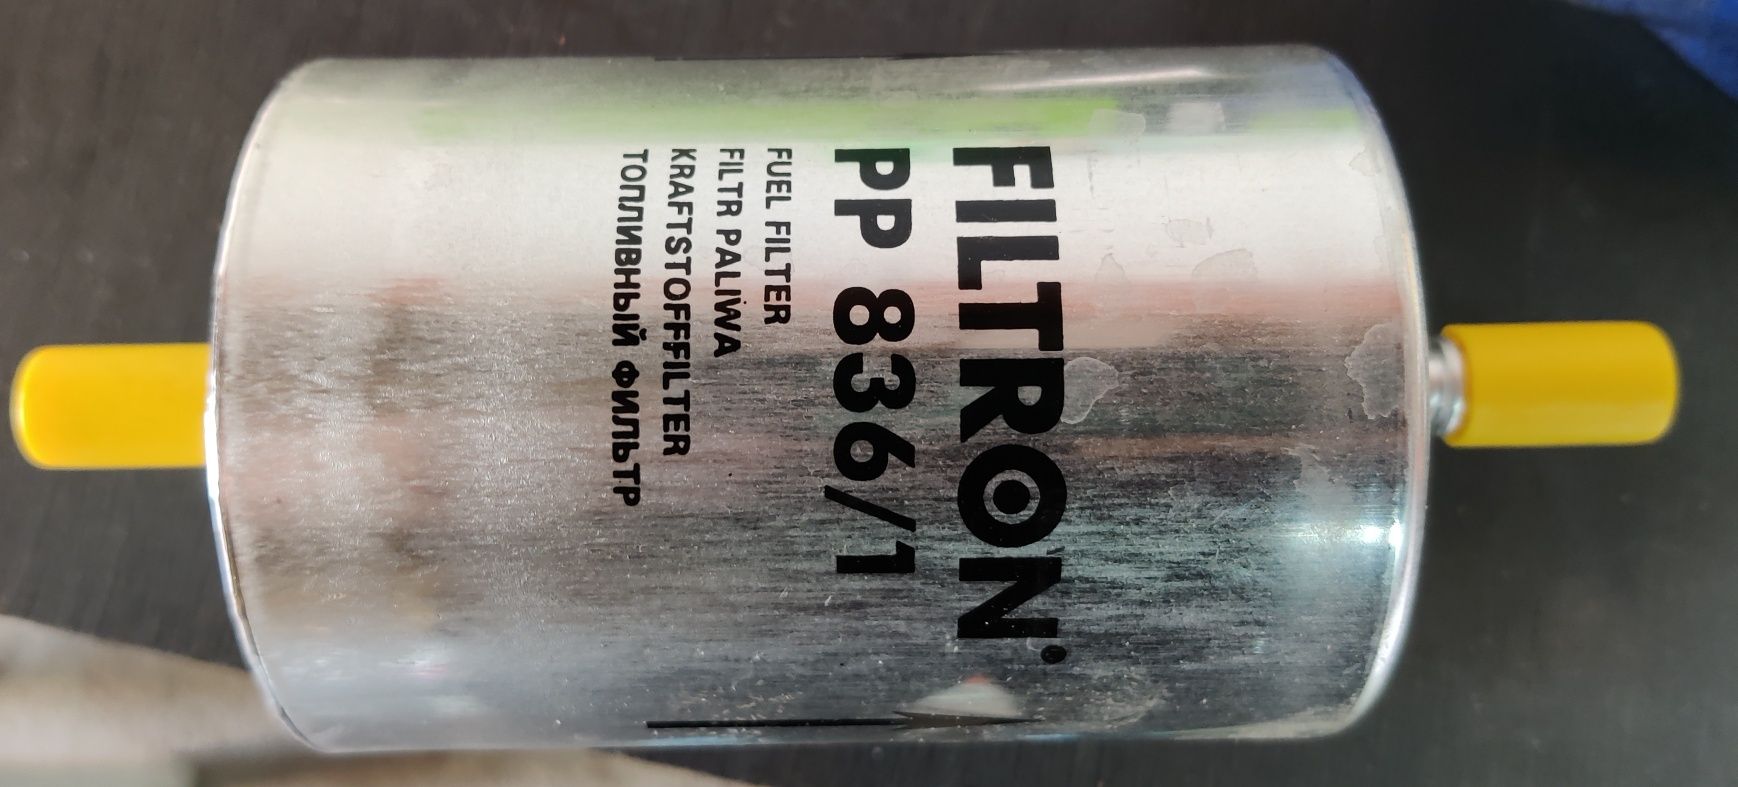 FILTRON®
PP 836/1
FUEL FILTER
FILTR PALIWA
KRAFTSTOFFFILTER
ТОПЛИВНЫЙ ФИЛЬТР